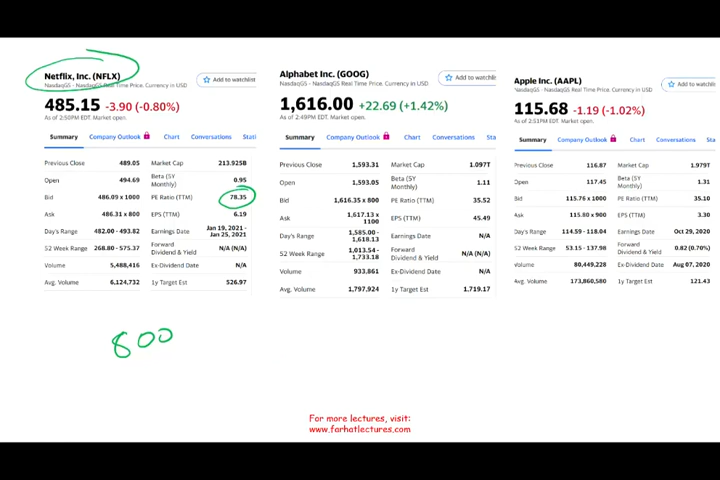 Netflix, Inc. (NFLX)
NasdaqGS - NasdaqGS Real Time Price. Currency in USD
Add to watchlist
485.15 -3.90 (-0.80%)
As of 2:50PM EDT. Market open.
Summary Company Outlook Chart Conversations Stati
Previous Close 489.05 Market Cap 213.925B
Open 494.69 Beta (5Y Monthly) 0.95
Bid 486.09 x 1000 PE Ratio (TTM) 78.35
Ask 486.31 x 800 EPS (TTM) 6.19
Day's Range 482.00 - 493.82 Earnings Date Jan 19, 2021 - Jan 25, 2021
52 Week Range 268.80 - 575.37 Forward Dividend & Yield N/A (N/A)
Volume 5,488,416 Ex-Dividend Date N/A
Avg. Volume 6,124,732 1y Target Est 526.97
800
Alphabet Inc. (GOOG)
NasdaqGS - NasdaqGS Real Time Price. Currency in USD
Add to watchlis
1,616.00 +22.69 (+1.42%)
As of 2:49PM EDT. Market open.
Summary Company Outlook Chart Conversations Sta
Previous Close 1,593.31 Market Cap 1.097T
Open 1,593.05 Beta (5Y Monthly) 1.11
Bid 1,616.35 x 800 PE Ratio (TTM) 35.52
Ask 1,617.13 x 1100 EPS (TTM) 45.49
Day's Range 1,585.00 - 1,618.13 Earnings Date N/A
52 Week Range 1,013.54 - 1,733.18 Forward Dividend & Yield N/A (N/A)
Volume 933,861 Ex-Dividend Date N/A
Avg. Volume 1,797,924 1y Target Est 1,719.17
Apple Inc. (AAPL)
NasdaqGS - NasdaqGS Real Time Price. Currency in USD
Add to watchl
115.68 -1.19 (-1.02%)
As of 2:51PM EDT. Market open.
Summary Company Outlook Chart Conversations S
Previous Close 116.87 Market Cap 1.979T
Open 117.45 Beta (5Y Monthly) 1.31
Bid 115.76 x 1000 PE Ratio (TTM) 35.10
Ask 115.80 x 900 EPS (TTM) 3.30
Day's Range 114.59 - 118.04 Earnings Date Oct 29, 2020
52 Week Range 53.15 - 137.98 Forward Dividend & Yield 0.82 (0.70%)
Volume 80,449,228 Ex-Dividend Date Aug 07, 2020
Avg. Volume 173,860,580 1y Target Est 121.43
For more lectures, visit:
www.farhatlectures.com